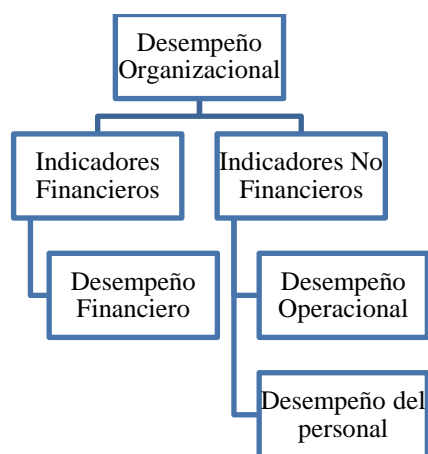 Desempeño
Organizacional
Indicadores
Financieros
Indicadores No
Financieros
Desempeño
Financiero
Desempeño
Operacional
Desempeño del
personal